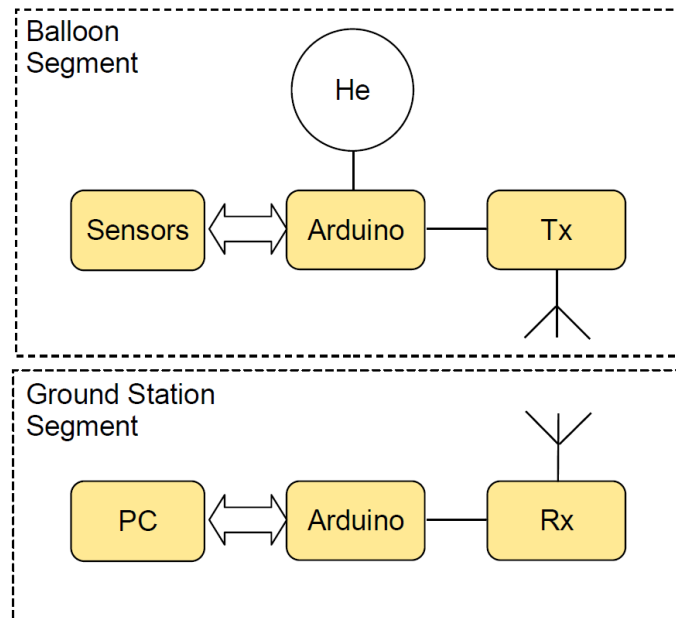 Balloon
Segment
He
Sensors
Arduino
Tx
Ground Station
Segment
PC
Arduino
Rx